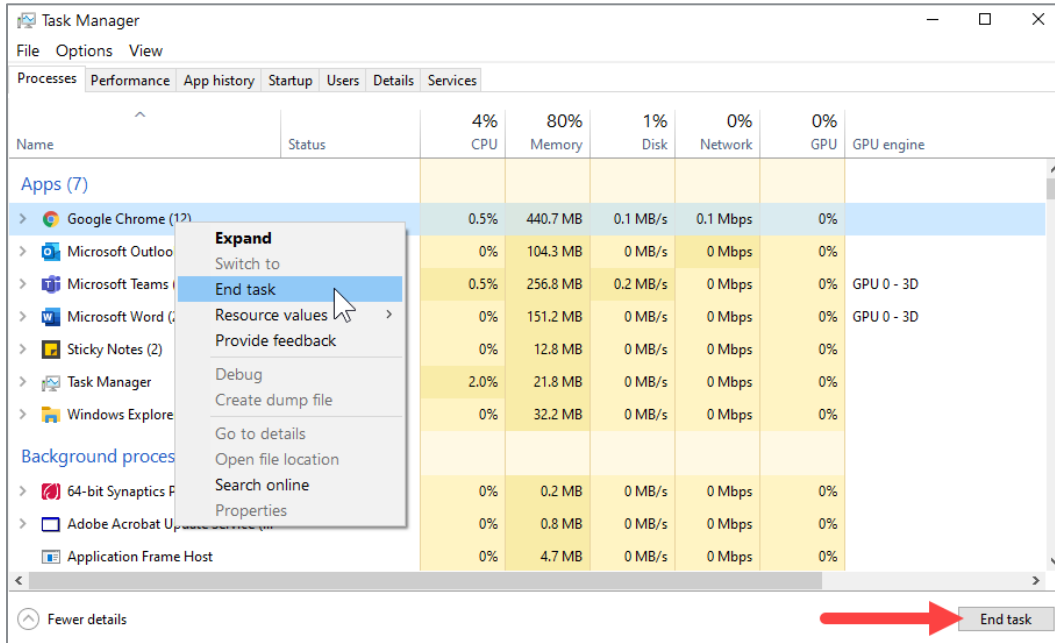 Task Manager
File Options View
Processes Performance App history Startup Users Details Services
4% 80% 1% 0% 0%
Name Status CPU Memory Disk Network GPU GPU engine
Apps (7)
Google Chrome (12) 0.5% 440.7 MB 0.1 MB/s 0.1 Mbps 0%
Microsoft Outloo 0% 104.3 MB 0 MB/s 0 Mbps 0%
Microsoft Teams 0.5% 256.8 MB 0.2 MB/s 0 Mbps 0% GPU 0 - 3D
Microsoft Word 0% 151.2 MB 0 MB/s 0 Mbps 0% GPU 0 - 3D
Sticky Notes (2) 0% 12.8 MB 0 MB/s 0 Mbps 0%
Task Manager 2.0% 21.8 MB 0 MB/s 0 Mbps 0%
Windows Explore 0% 32.2 MB 0 MB/s 0 Mbps 0%
Background proces
64-bit Synaptics P 0% 0.2 MB 0 MB/s 0 Mbps 0%
Adobe Acrobat Update Service (... 0% 0.8 MB 0 MB/s 0 Mbps 0%
Application Frame Host 0% 4.7 MB 0 MB/s 0 Mbps 0%
Expand
Switch to
End task
Resource values
Provide feedback
Debug
Create dump file
Go to details
Open file location
Search online
Properties
Fewer details
End task